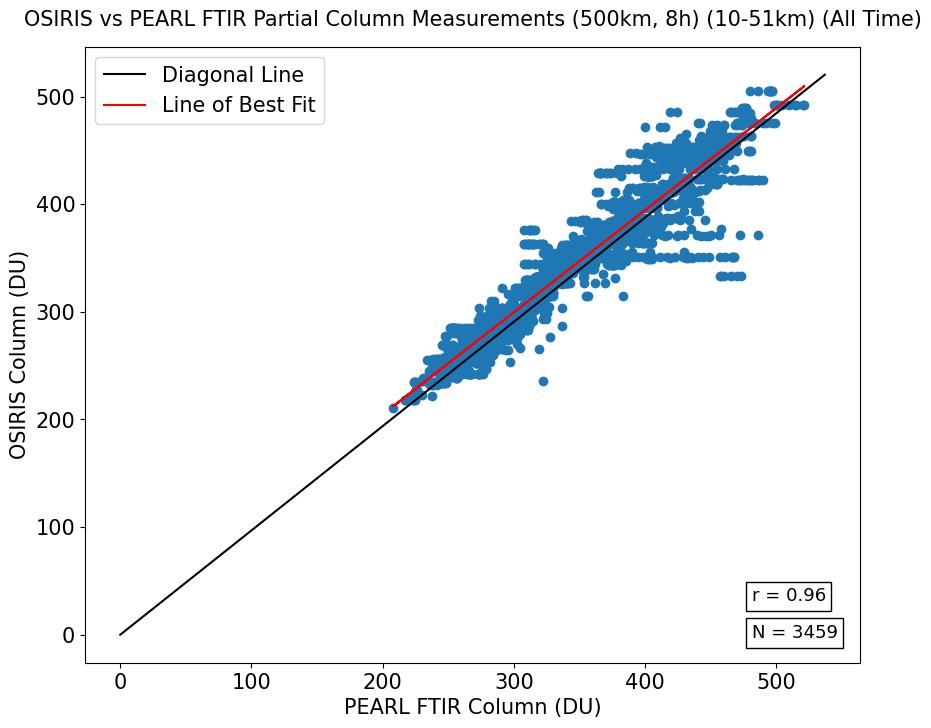 OSIRIS vs PEARL FTIR Partial Column Measurements (500km, 8h) (10-51km) (All Time)
Diagonal Line
Line of Best Fit
OSIRIS Column (DU)
500
400
300
200
100
0
r = 0.96
N = 3459
0 100 200 300 400 500
PEARL FTIR Column (DU)